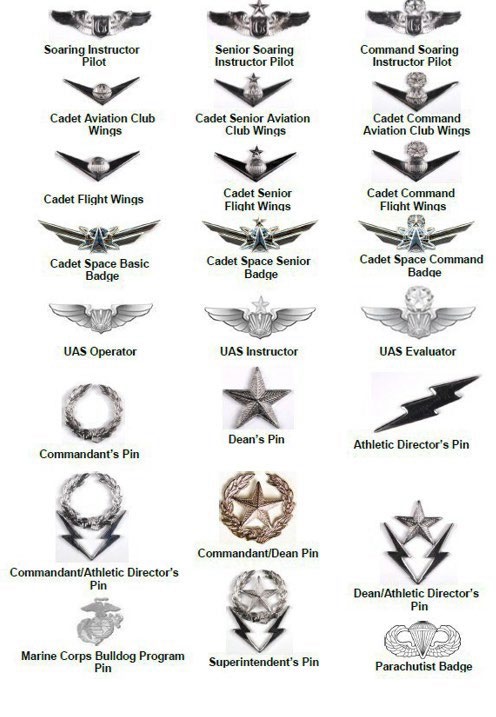 Soaring Instructor
Pilot
Senior Soaring
Instructor Pilot
Command Soaring
Instructor Pilot
Cadet Aviation Club
Wings
Cadet Senior Aviation
Club Wings
Cadet Command
Aviation Club Wings
Cadet Flight Wings
Cadet Senior
Flight Wings
Cadet Command
Flight Wings
Cadet Space Basic
Badge
Cadet Space Senior
Badge
Cadet Space Command
Badge
UAS Operator
UAS Instructor
UAS Evaluator
Commandant's Pin
Dean's Pin
Athletic Director's Pin
Commandant/Athletic Director's
Pin
Commandant/Dean Pin
Dean/Athletic Director's
Pin
Marine Corps Bulldog Program
Pin
Superintendent's Pin
Parachutist Badge